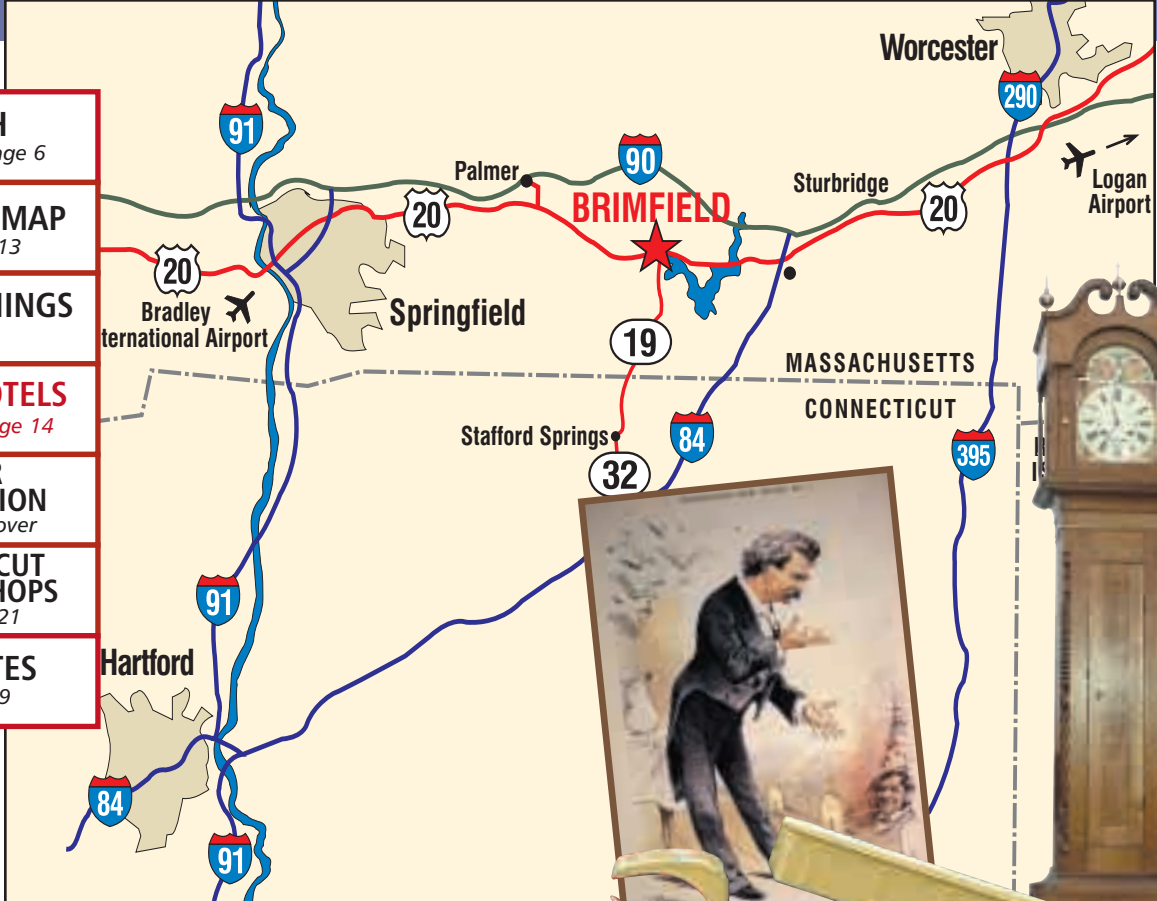 Worcester
290
91
H
ge 6
Palmer
90
Sturbridge
Logan
Airport
BRIMFIELD
20
20
MAP
13
20
Bradley
ternational Airport
INGS
Springfield
19
MASSACHUSETTS
CONNECTICUT
OTELS
ge 14
Stafford Springs
84
395
32
R
ION
over
CUT
HOPS
21
91
Hartford
TES
9
84
91